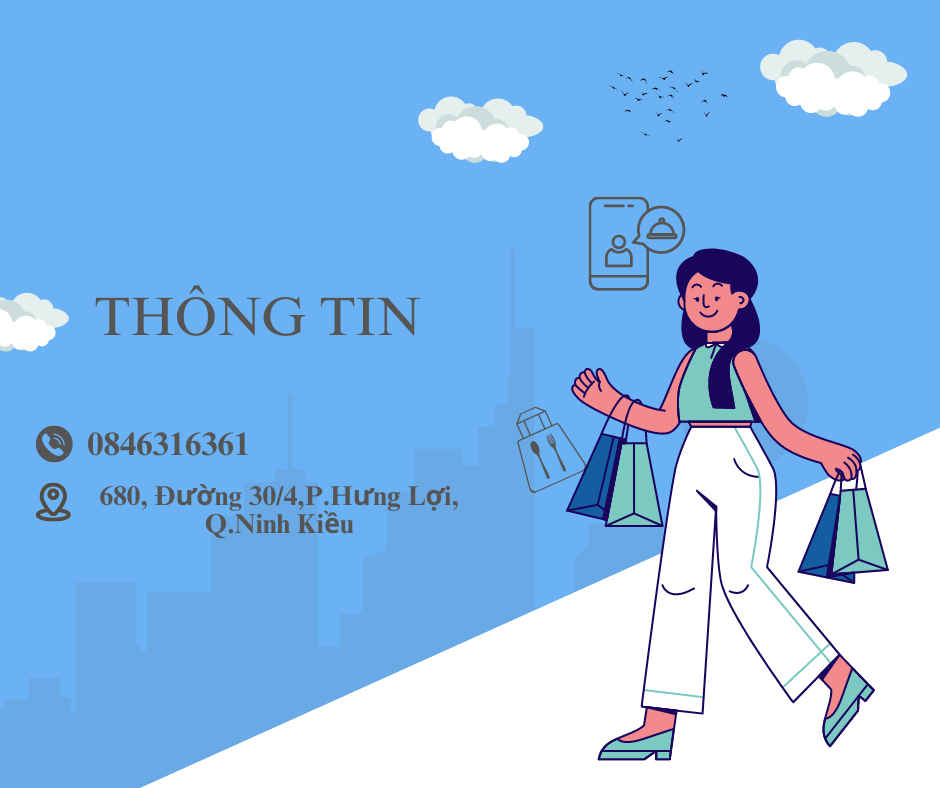 THÔNG TIN
0846316361
680, Đường 30/4,P.Hưng Lợi,
Q.Ninh Kiều